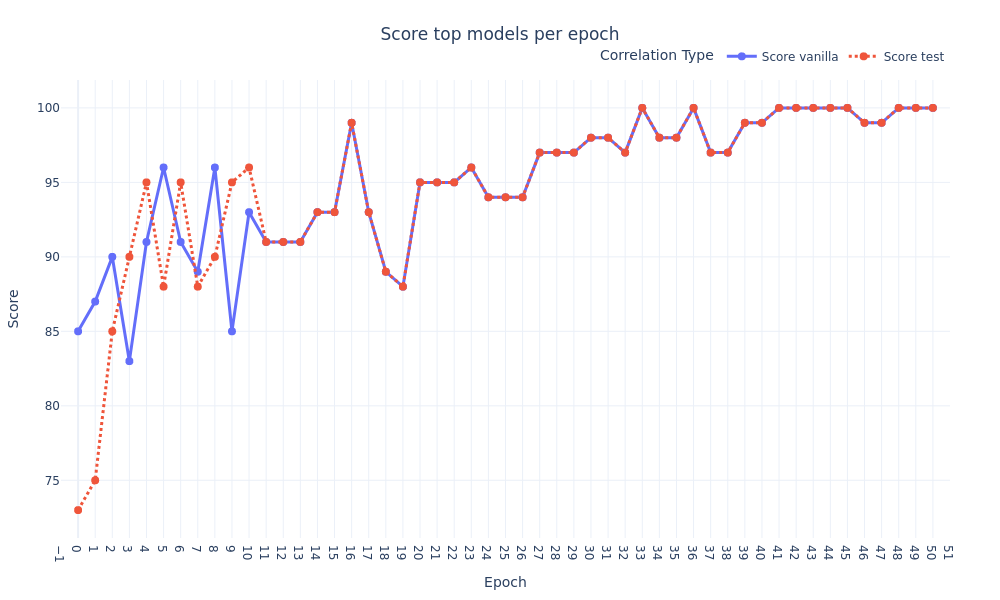 Score top models per epoch
Correlation Type Score vanilla Score test
100
95
90
85
80
75
Score
−1 0 1 2 3 4 5 6 7 8 9 10 11 12 13 14 15 16 17 18 19 20 21 22 23 24 25 26 27 28 29 30 31 32 33 34 35 36 37 38 39 40 41 42 43 44 45 46 47 48 49 50 51
Epoch